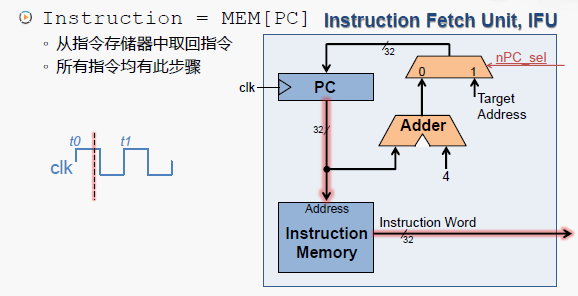 Instruction = MEM[PC]
Instruction Fetch Unit, IFU
从指令存储器中取回指令
所有指令均有此步骤
32
nPC_sel
0
1
clk
PC
Target
Address
32
Adder
4
t0
t1
clk
Address
Instruction
Memory
Instruction Word
32